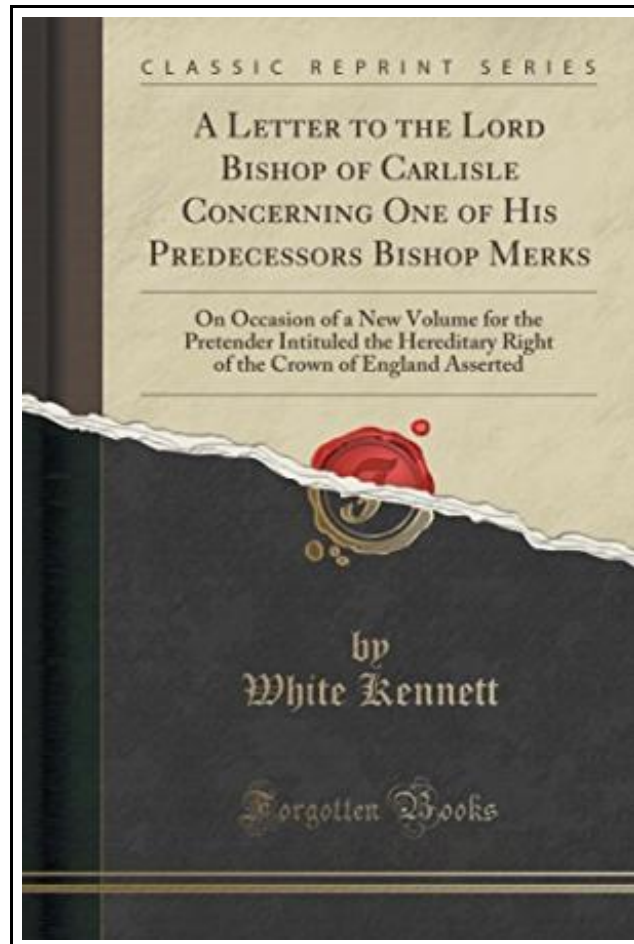 CLASSIC REPRINT SERIES
A LETTER TO THE LORD
BISHOP OF CARLISLE
CONCERNING ONE OF HIS
PREDECESSORS BISHOP MERKS
On Occasion of a New Volume for the
Pretender Intituled the Hereditary Right
of the Crown of England Asserted
by
White Kennett
Forgotten Books